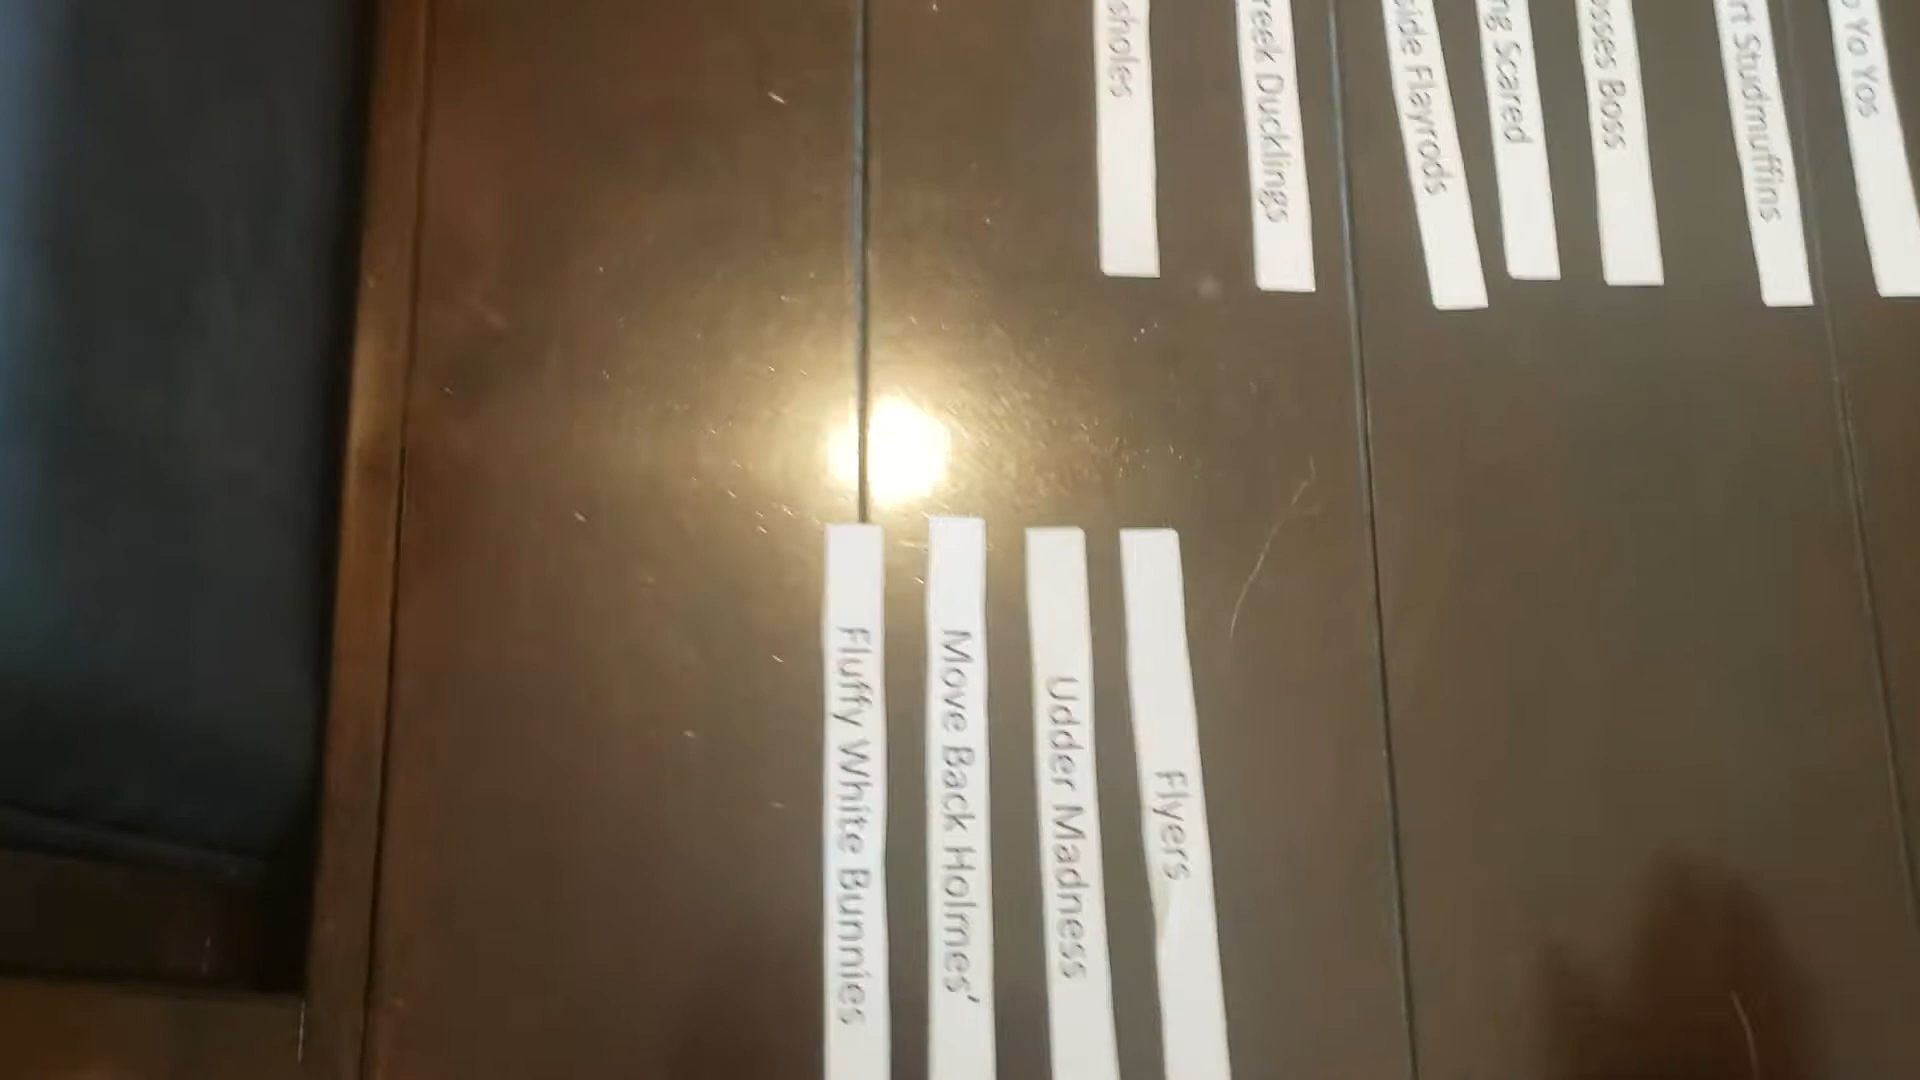 sholes
reek Ducklings
side Flayrods
ng Scared
osses Boss
rt Studmuffins
o Yo Yos
Fluffy White Bunnies
Move Back Holmes'
Udder Madness
Flyers